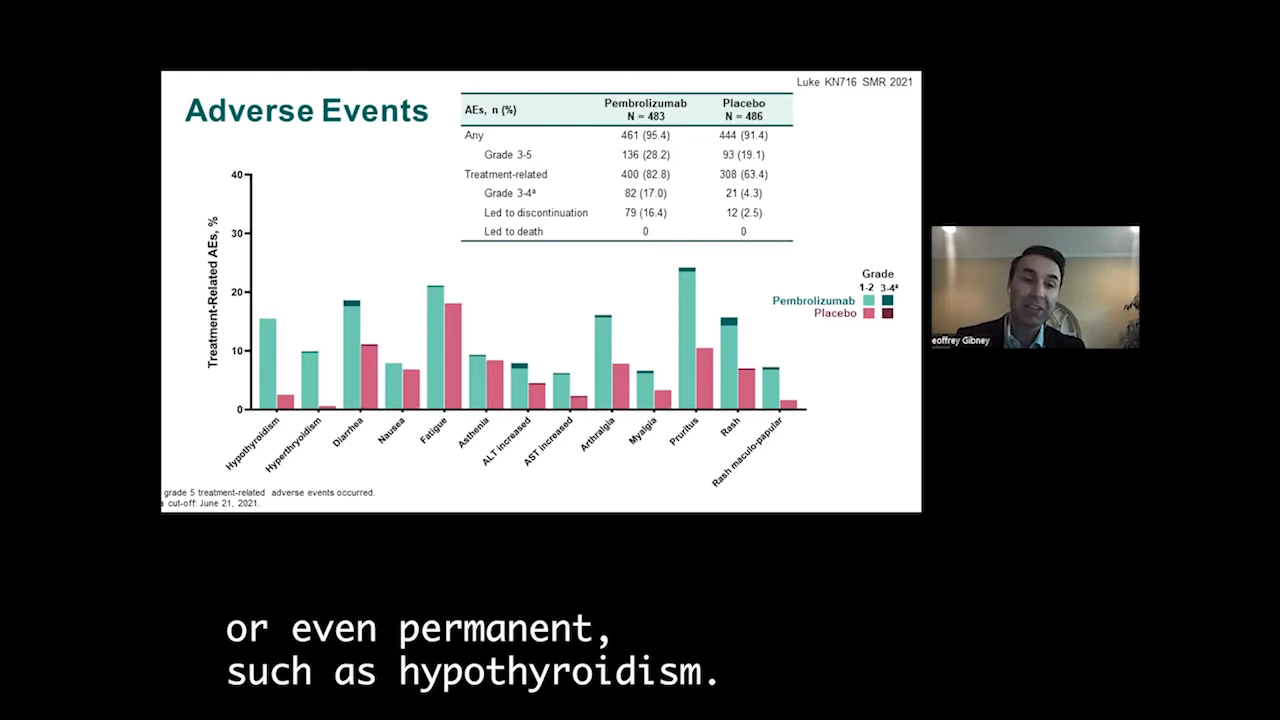 Luke KN716 SMR 2021
Adverse Events
AEs, n (%) Pembrolizumab N = 483 Placebo N = 486
Any 461 (95.4) 444 (91.4)
Grade 3-5 136 (28.2) 93 (19.1)
Treatment-related 400 (82.8) 308 (63.4)
Grade 3-4ª 82 (17.0) 21 (4.3)
Led to discontinuation 79 (16.4) 12 (2.5)
Led to death 0 0
Treatment-Related AEs, %
40
30
20
10
0
Grade
1-2 3-4ª
Pembrolizumab
Placebo
Hypothyroidism
Hyperthryoidism
Diarrhea
Nausea
Fatigue
Asthenia
ALT increased
AST increased
Arthralgia
Myalgia
Pruritus
Rash
Rash maculo-papular
grade 5 treatment-related adverse events occurred.
a cut-off: June 21, 2021.
eoffrey Gibney
or even permanent,
such as hypothyroidism.